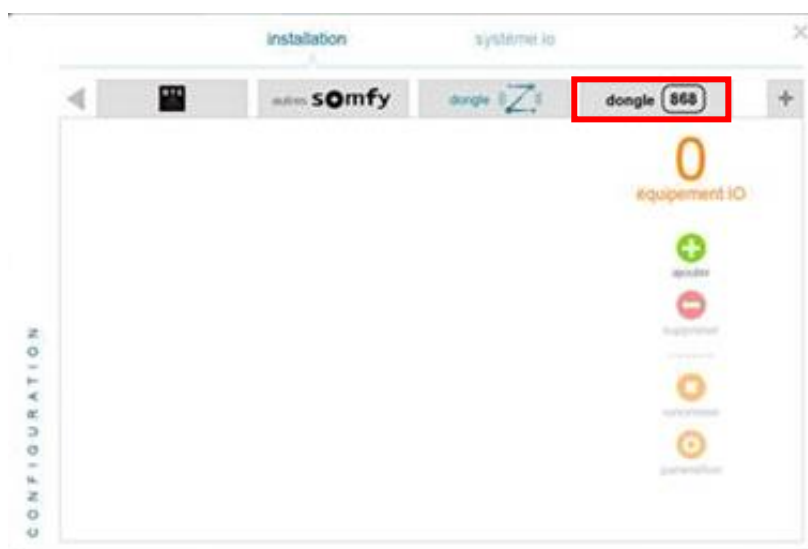 installation
système io
autres somfy
dongle Z
dongle 868
+
0
équipement IO
ajouter
supprimer
CONFIGURATION